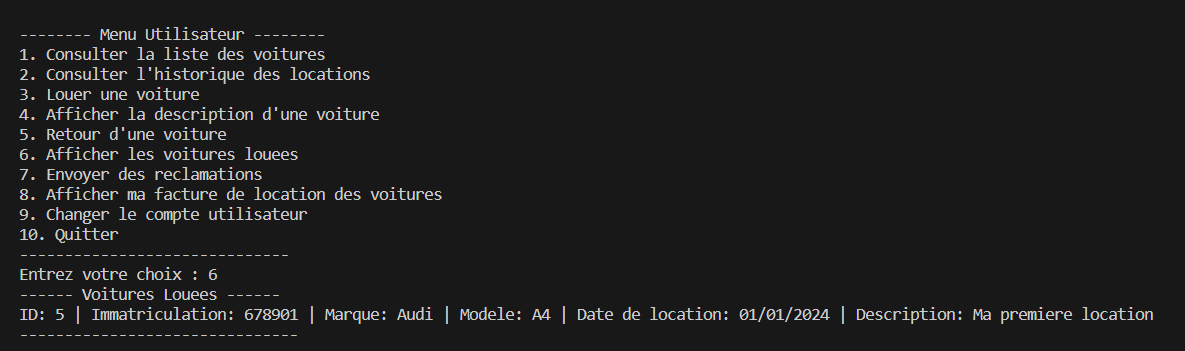 -------- Menu Utilisateur --------
1. Consulter la liste des voitures
2. Consulter l'historique des locations
3. Louer une voiture
4. Afficher la description d'une voiture
5. Retour d'une voiture
6. Afficher les voitures louees
7. Envoyer des reclamations
8. Afficher ma facture de location des voitures
9. Changer le compte utilisateur
10. Quitter
------------------------------
Entrez votre choix : 6
------ Voitures Louees ------
ID: 5 | Immatriculation: 678901 | Marque: Audi | Modele: A4 | Date de location: 01/01/2024 | Description: Ma premiere location
-------------------------------